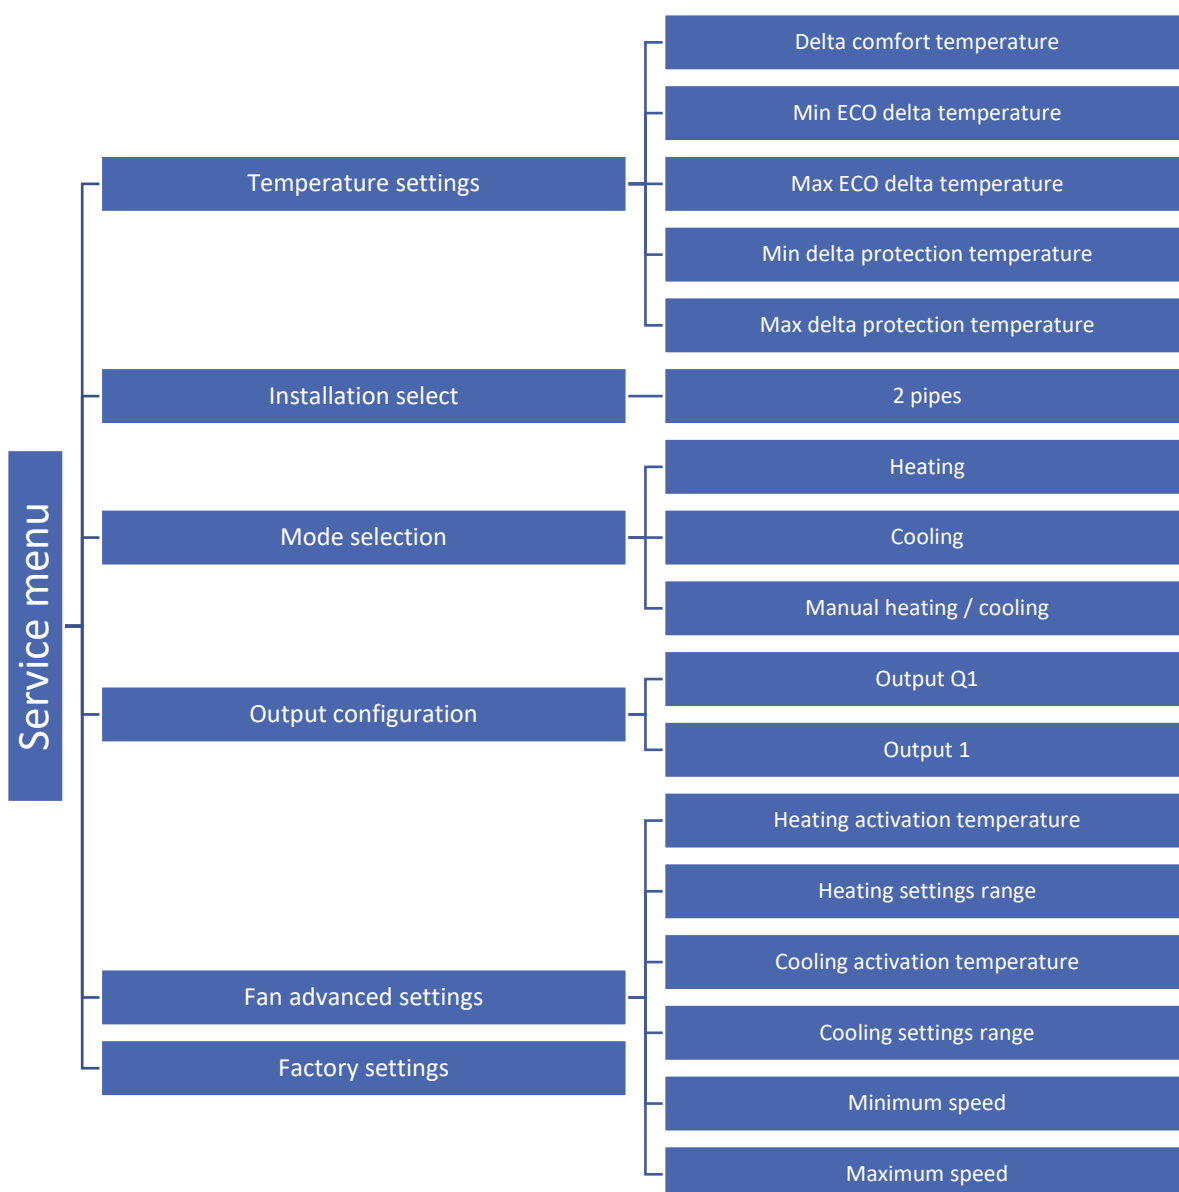 Service menu
Temperature settings
Delta comfort temperature
Min ECO delta temperature
Max ECO delta temperature
Min delta protection temperature
Max delta protection temperature
Installation select
2 pipes
Mode selection
Heating
Cooling
Manual heating / cooling
Output configuration
Output Q1
Output 1
Fan advanced settings
Heating activation temperature
Heating settings range
Cooling activation temperature
Cooling settings range
Minimum speed
Maximum speed
Factory settings